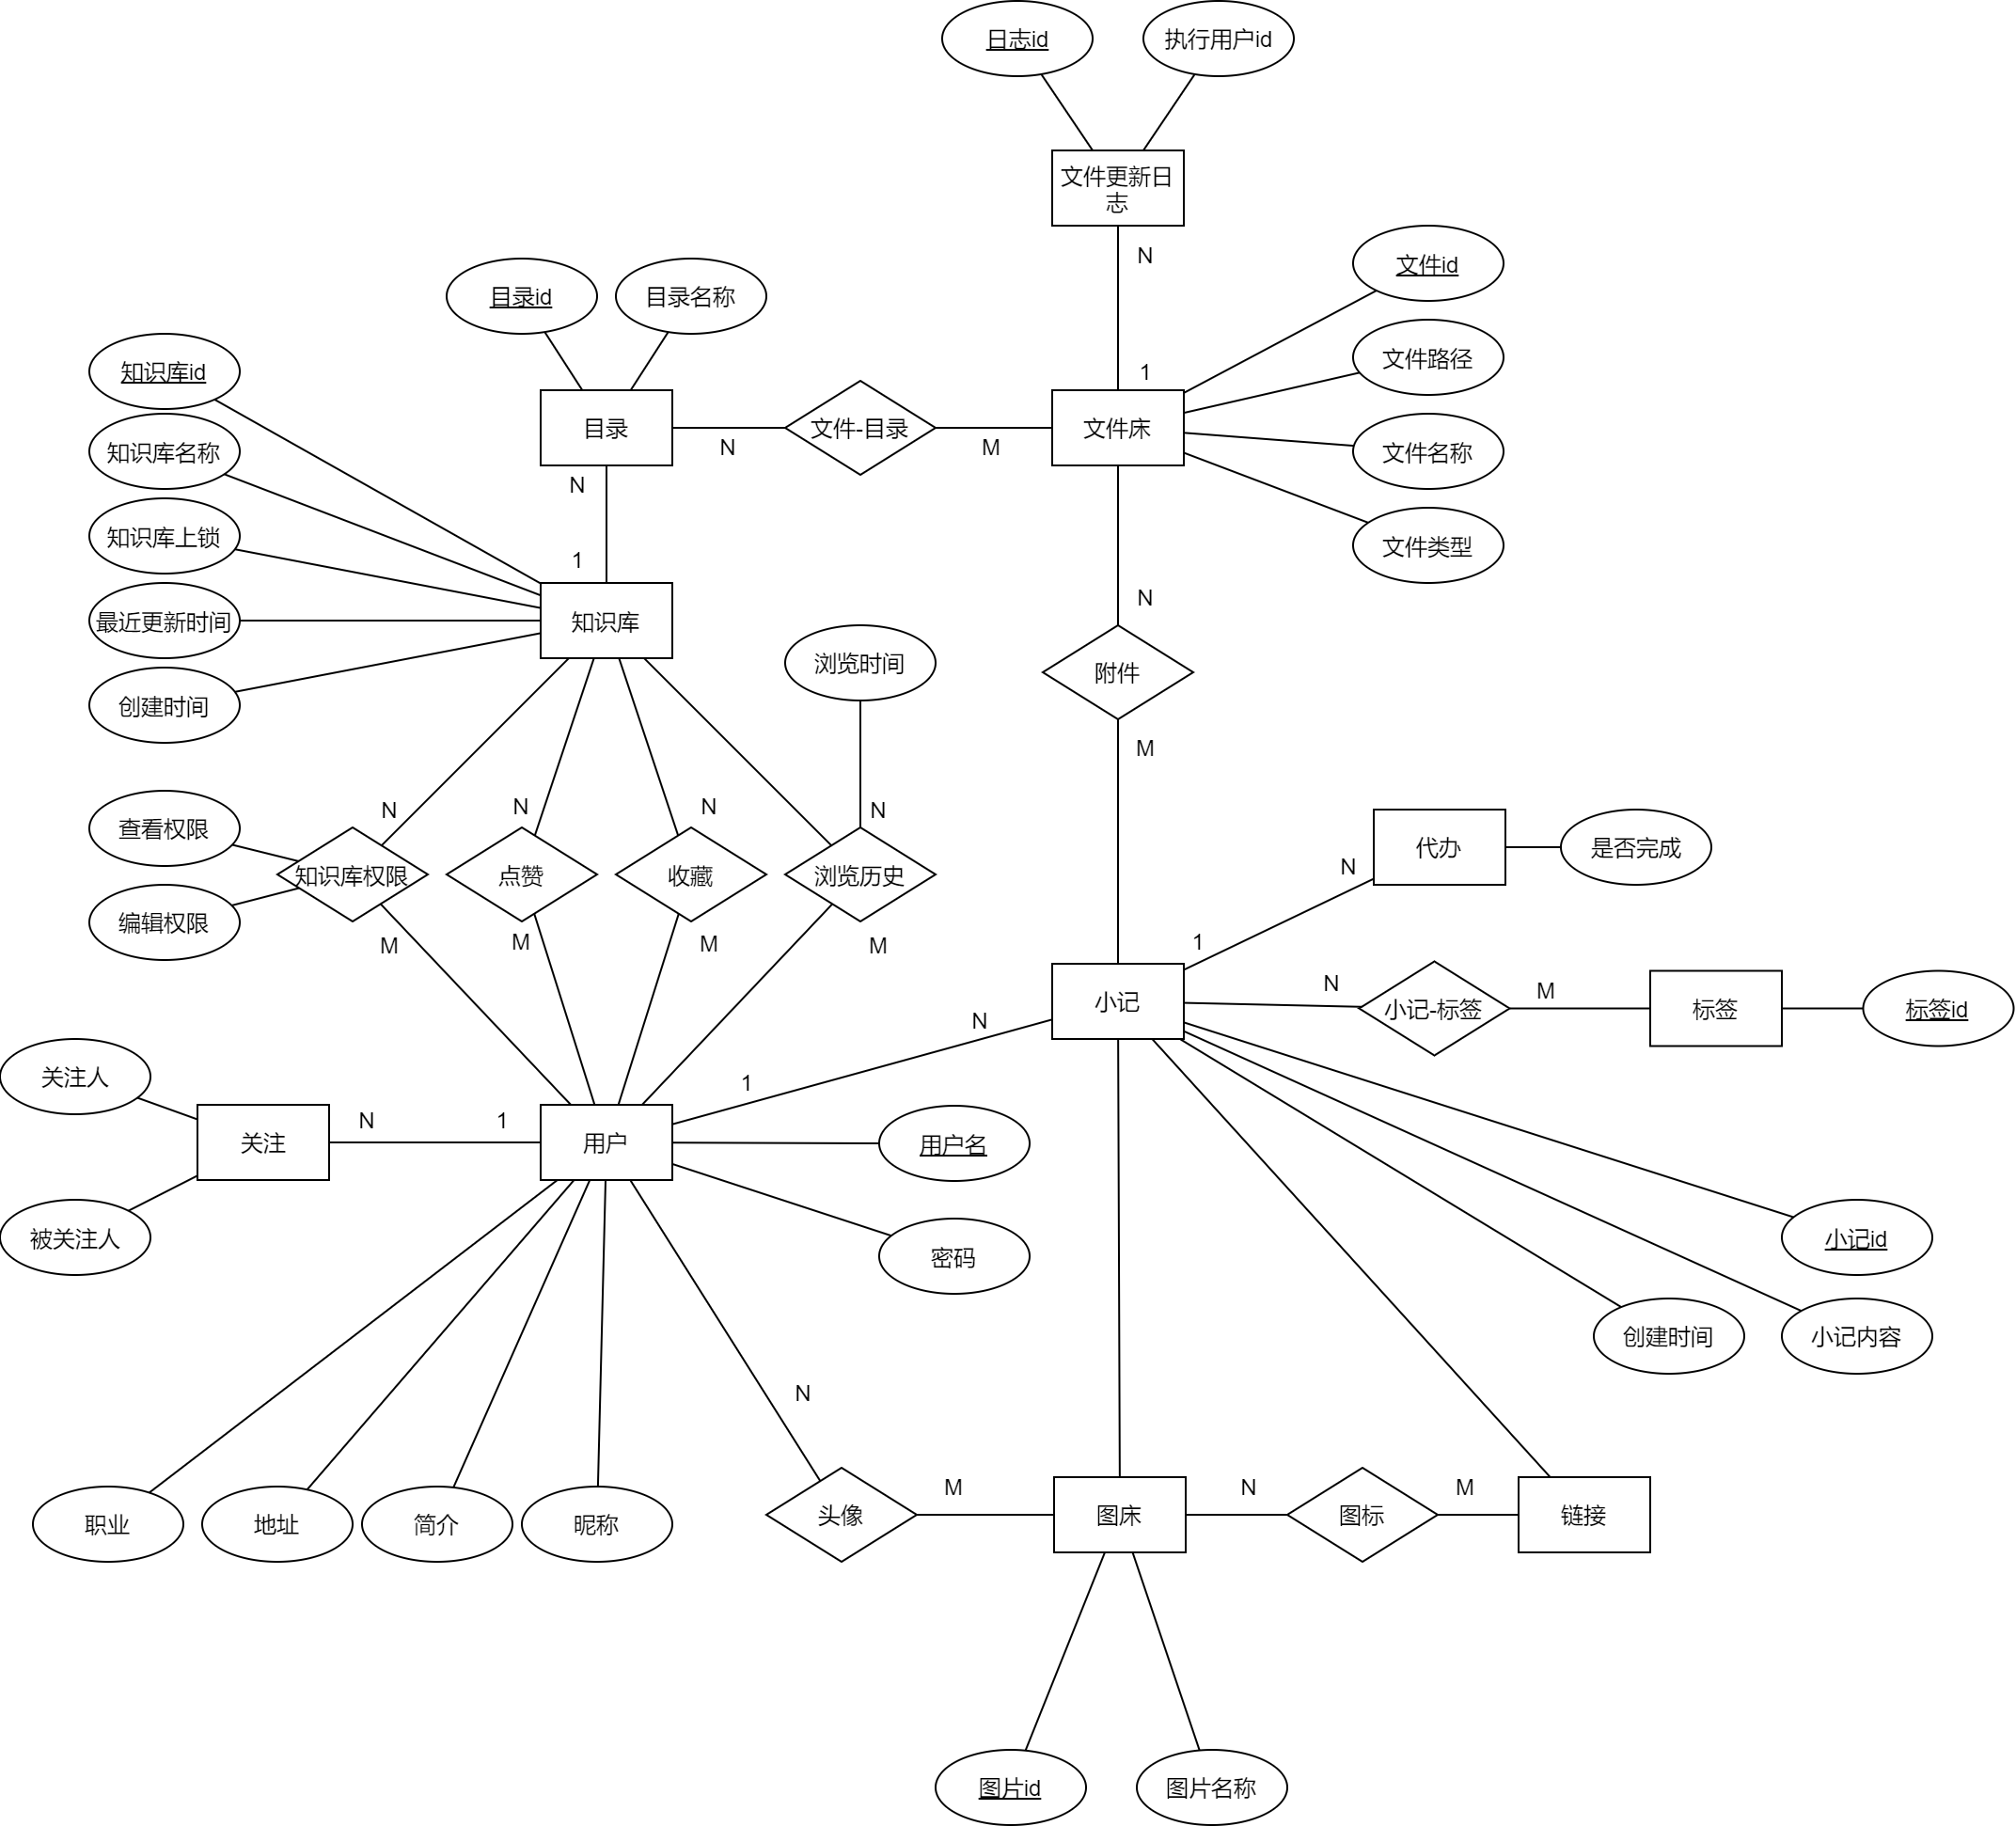 日志id
执行用户id
文件更新日
志
N
文件id
目录id
目录名称
文件路径
知识库id
1
目录
文件-目录
文件床
N
M
知识库名称
文件名称
N
知识库上锁
1
文件类型
N
最近更新时间
知识库
浏览时间
附件
创建时间
M
查看权限
N
N
N
N
代办
是否完成
N
知识库权限
点赞
收藏
浏览历史
编辑权限
M
M
M
M
1
小记
N
小记-标签
M
标签
标签id
N
关注人
1
N
1
关注
用户
用户名
被关注人
密码
小记id
创建时间
小记内容
N
M
N
M
职业
地址
简介
昵称
头像
图床
图标
链接
图片id
图片名称